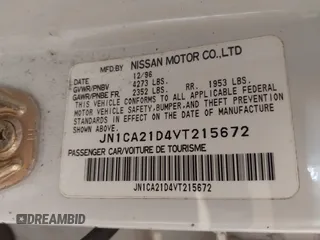 MFD.BY NISSAN MOTOR CO.,LTD
DATE 12/96
GVWR/PNBV 4273 LBS.
GAWR/PNBE FR. 2352 LBS. RR. 1953 LBS.
THIS VEHICLE CONFORMS TO ALL APPLICABLE FEDERAL
MOTOR VEHICLE SAFETY,BUMPER,AND THEFT PREVENTION
STANDARDS IN EFFECT ON THE DATE OF MANUFACTURE
SHOWN ABOVE.
JN1CA21D4VT215672
PASSENGER CAR/VOITURE DE TOURISME
JN1CA21D4VT215672
DREAMBID